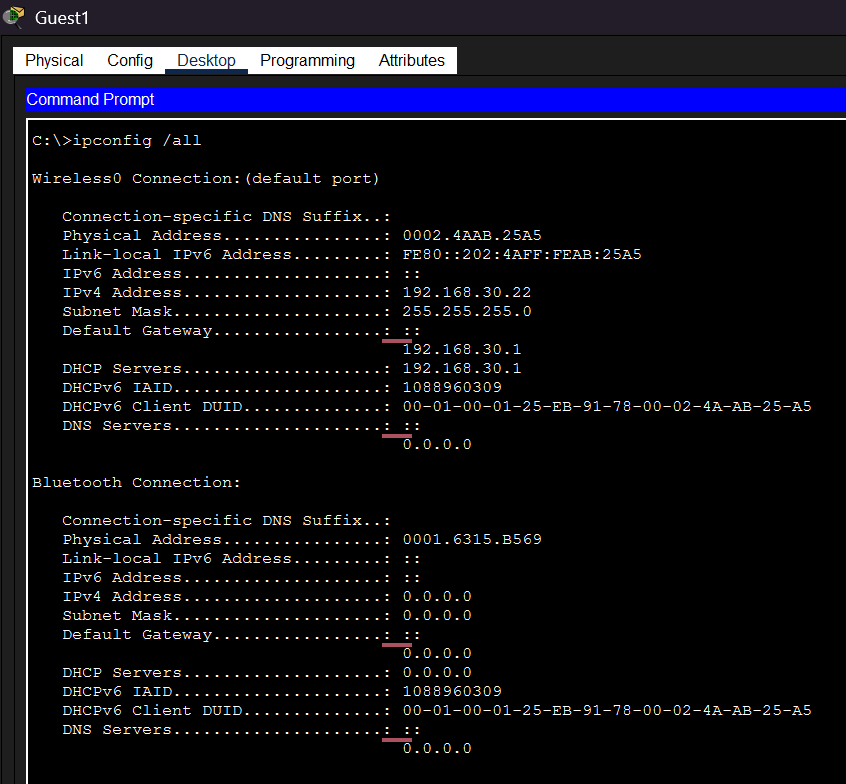 Guest1
Physical Config Desktop Programming Attributes
Command Prompt
C:\>ipconfig /all
Wireless0 Connection:(default port)
Connection-specific DNS Suffix..:
Physical Address................: 0002.4AAB.25A5
Link-local IPv6 Address.........: FE80::202:4AFF:FEAB:25A5
IPv6 Address....................: ::
IPv4 Address....................: 192.168.30.22
Subnet Mask.....................: 255.255.255.0
Default Gateway.................: ::
192.168.30.1
DHCP Servers....................: 192.168.30.1
DHCPv6 IAID.....................: 1088960309
DHCPv6 Client DUID..............: 00-01-00-01-25-EB-91-78-00-02-4A-AB-25-A5
DNS Servers.....................: ::
0.0.0.0
Bluetooth Connection:
Connection-specific DNS Suffix..:
Physical Address................: 0001.6315.B569
Link-local IPv6 Address.........: ::
IPv6 Address....................: ::
IPv4 Address....................: 0.0.0.0
Subnet Mask.....................: 0.0.0.0
Default Gateway.................: ::
0.0.0.0
DHCP Servers....................: 0.0.0.0
DHCPv6 IAID.....................: 1088960309
DHCPv6 Client DUID..............: 00-01-00-01-25-EB-91-78-00-02-4A-AB-25-A5
DNS Servers.....................: ::
0.0.0.0